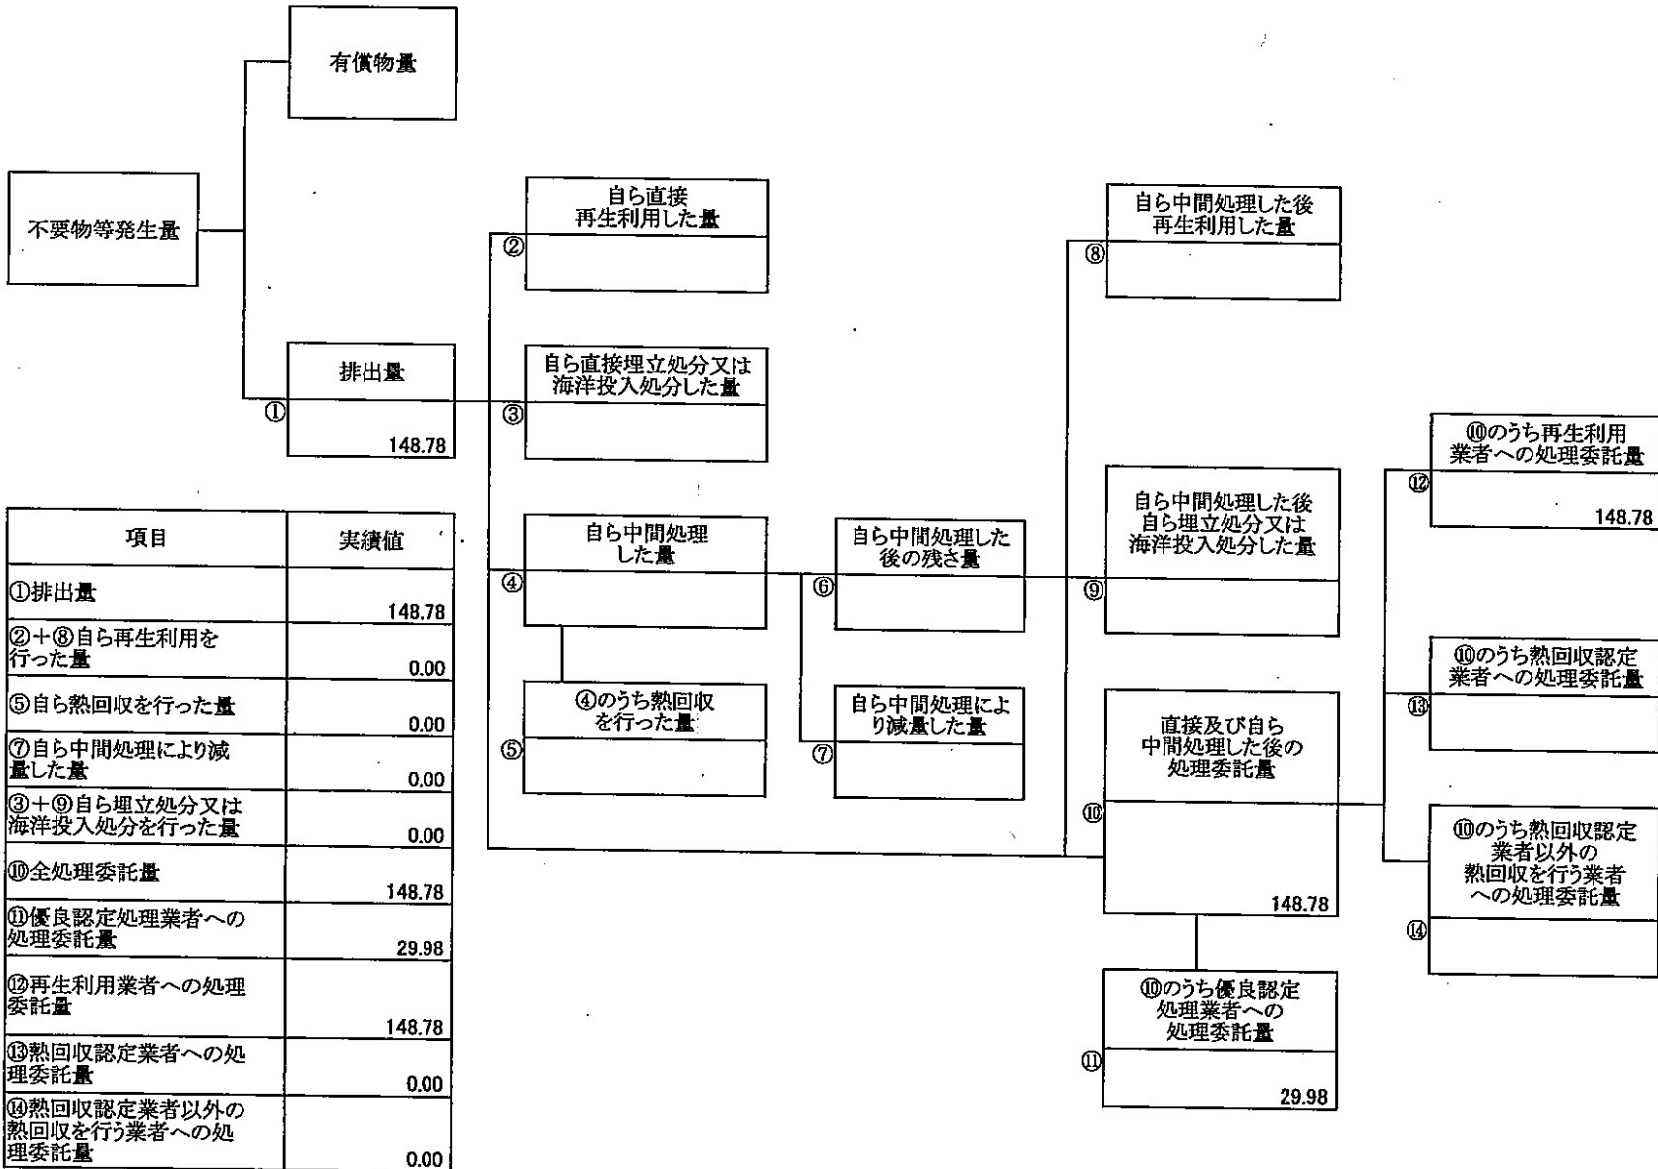 有償物量
不要物等発生量
排出量
①
148.78
自ら直接
再生利用した量
②
自ら直接埋立処分又は
海洋投入処分した量
③
自ら中間処理
した量
④
④のうち熱回収
を行った量
⑤
自ら中間処理した
後の残さ量
⑥
自ら中間処理によ
り減量した量
⑦
自ら中間処理した後
再生利用した量
⑧
自ら中間処理した後
自ら埋立処分又は
海洋投入処分した量
⑨
直接及び自ら
中間処理した後の
処理委託量
⑩
148.78
⑩のうち優良認定
処理業者への
処理委託量
⑪
29.98
⑩のうち再生利用
業者への処理委託量
⑫
148.78
⑩のうち熱回収認定
業者への処理委託量
⑬
⑩のうち熱回収認定
業者以外の
熱回収を行う業者
への処理委託量
⑭
項目 実績値
①排出量
148.78
②+⑧自ら再生利用を
行った量
0.00
⑤自ら熱回収を行った量
0.00
⑦自ら中間処理により減
量した量
0.00
③+⑨自ら埋立処分又は
海洋投入処分を行った量
0.00
⑩全処理委託量
148.78
⑪優良認定処理業者への
処理委託量
29.98
⑫再生利用業者への処理
委託量
148.78
⑬熱回収認定業者への処
理委託量
0.00
⑭熱回収認定業者以外の
熱回収を行う業者への処
理委託量
0.00